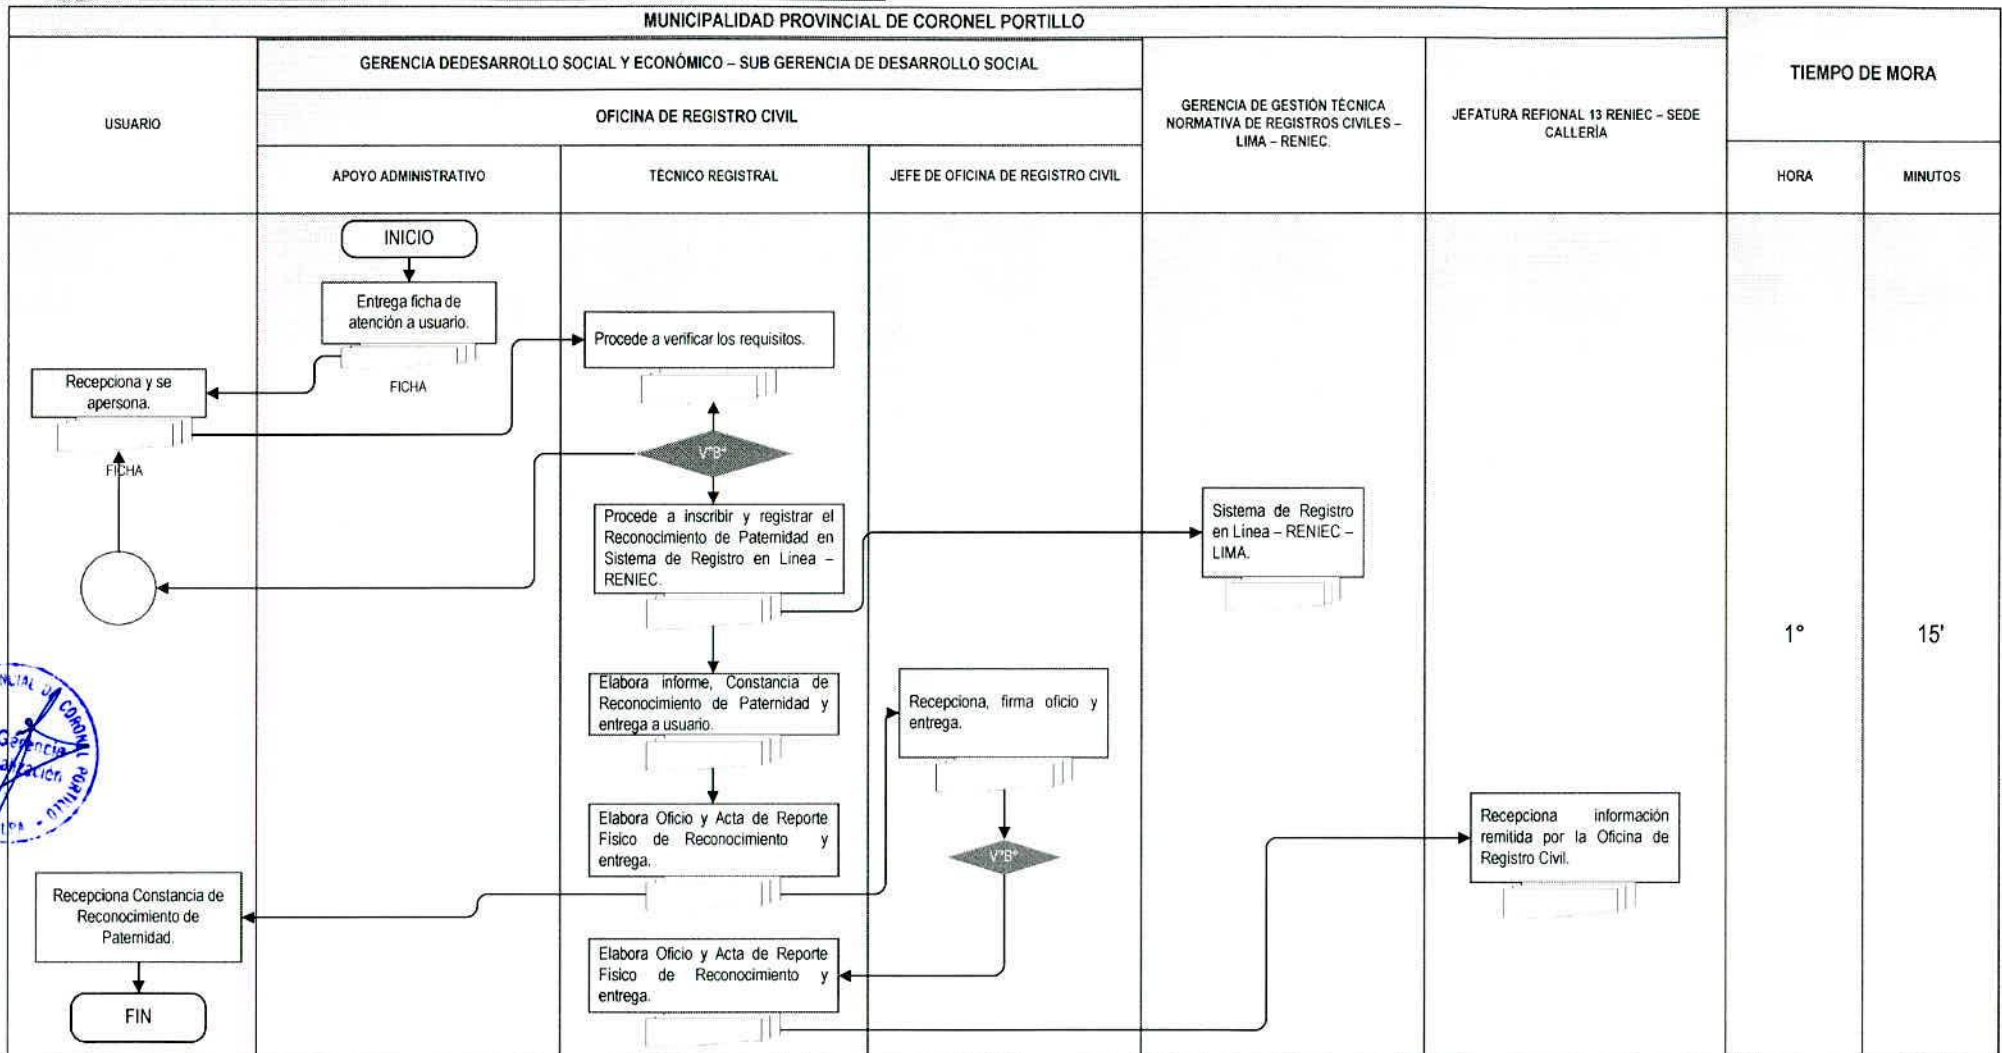 MUNICIPALIDAD PROVINCIAL DE CORONEL PORTILLO
TIEMPO DE MORA
USUARIO
GERENCIA DEDESARROLLO SOCIAL Y ECONÓMICO – SUB GERENCIA DE DESARROLLO SOCIAL
OFICINA DE REGISTRO CIVIL
GERENCIA DE GESTIÓN TÉCNICA
NORMATIVA DE REGISTROS CIVILES –
LIMA – RENIEC.
JEFATURA REFIONAL 13 RENIEC – SEDE
CALLERÍA
APOYO ADMINISTRATIVO
TÉCNICO REGISTRAL
JEFE DE OFICINA DE REGISTRO CIVIL
HORA
MINUTOS
INICIO
Entrega ficha de
atención a usuario.
FICHA
Procede a verificar los requisitos.
Recepciona y se
apersona.
FICHA
V°B°
Procede a inscribir y registrar el
Reconocimiento de Paternidad en
Sistema de Registro en Línea –
RENIEC.
Sistema de Registro
en Línea – RENIEC –
LIMA.
1°
15'
Elabora informe, Constancia de
Reconocimiento de Paternidad y
entrega a usuario.
Recepciona, firma oficio y
entrega.
CORONEL PORTILLO
Gerencia
Elabora Oficio y Acta de Reporte
Físico de Reconocimiento y
entrega.
V°B°
Recepciona información
remitida por la Oficina de
Registro Civil.
Recepciona Constancia de
Reconocimiento de
Paternidad.
Elabora Oficio y Acta de Reporte
Físico de Reconocimiento y
entrega.
FIN